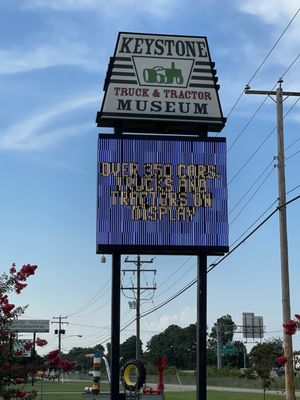 KEYSTONE
TRUCK & TRACTOR
MUSEUM
OVER 350 CARS,
TRUCKS AND
TRACTORS ON
DISPLAY